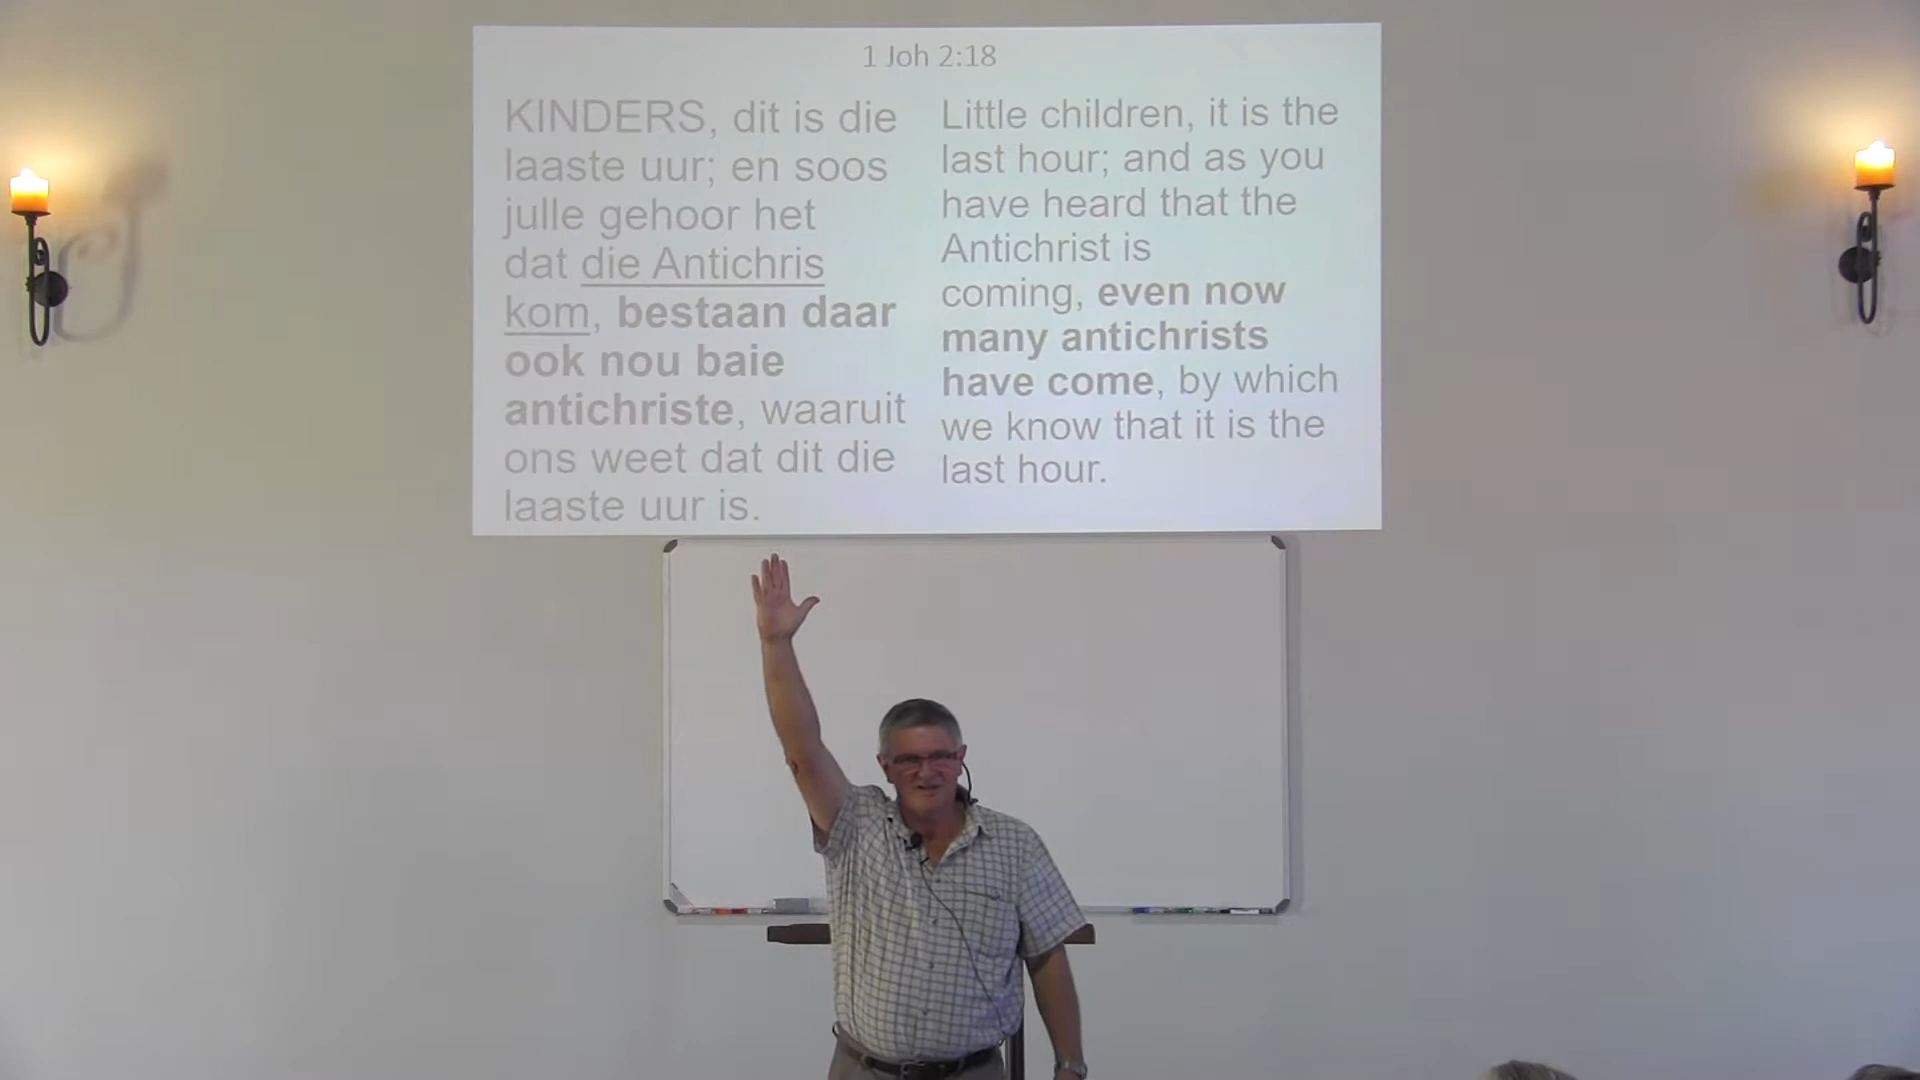 1 Joh 2:18
KINDERS, dit is die
laaste uur; en soos
julle gehoor het
dat die Antichris
kom, bestaan daar
ook nou baie
antichriste, waaruit
ons weet dat dit die
laaste uur is.
Little children, it is the
last hour; and as you
have heard that the
Antichrist is
coming, even now
many antichrists
have come, by which
we know that it is the
last hour.